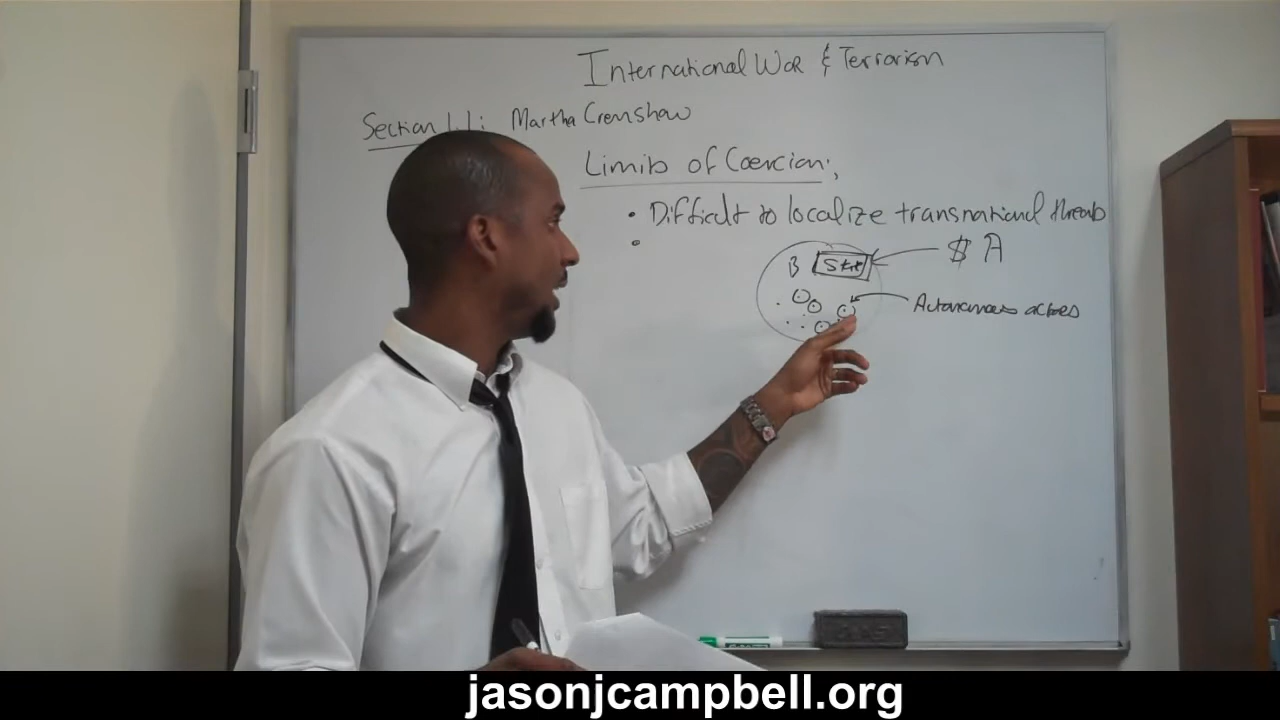 International War & Terrorism
Section 1.1: Martha Crenshaw
Limits of Coercion:
• Difficult to localize transnational threats
•
B State
$ A
Autonomous actors
jasonjcampbell.org